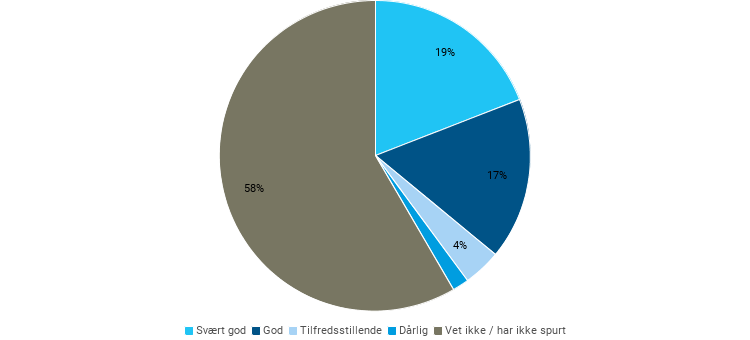 19%
17%
58%
4%
Svært god God Tilfredsstillende Dårlig Vet ikke / har ikke spurt